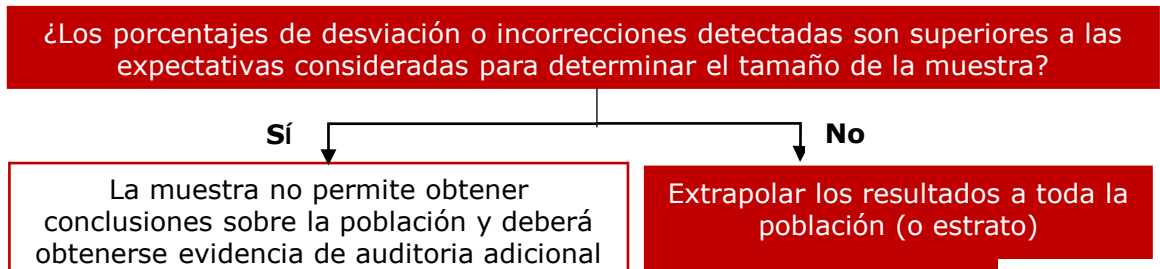 ¿Los porcentajes de desviación o incorrecciones detectadas son superiores a las
expectativas consideradas para determinar el tamaño de la muestra?
Sí
No
La muestra no permite obtener
conclusiones sobre la población y deberá
obtenerse evidencia de auditoria adicional
Extrapolar los resultados a toda la
población (o estrato)